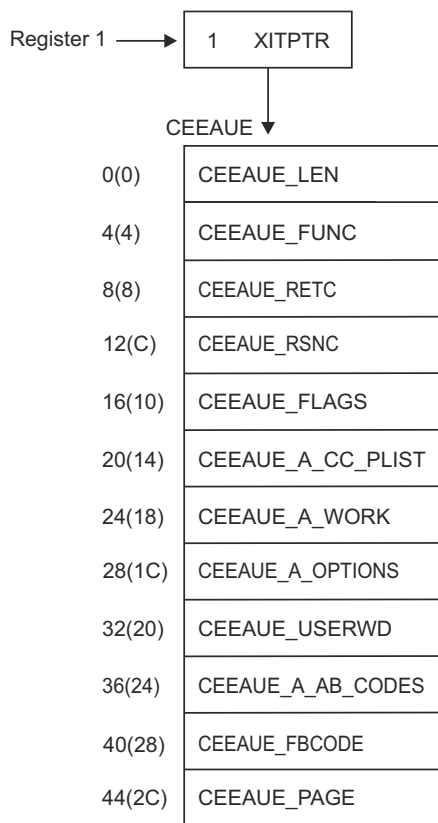 Register 1 1 XITPTR
CEEAUE
0(0) CEEAUE_LEN
4(4) CEEAUE_FUNC
8(8) CEEAUE_RETC
12(C) CEEAUE_RSNC
16(10) CEEAUE_FLAGS
20(14) CEEAUE_A_CC_PLIST
24(18) CEEAUE_A_WORK
28(1C) CEEAUE_A_OPTIONS
32(20) CEEAUE_USERWD
36(24) CEEAUE_A_AB_CODES
40(28) CEEAUE_FBCODE
44(2C) CEEAUE_PAGE